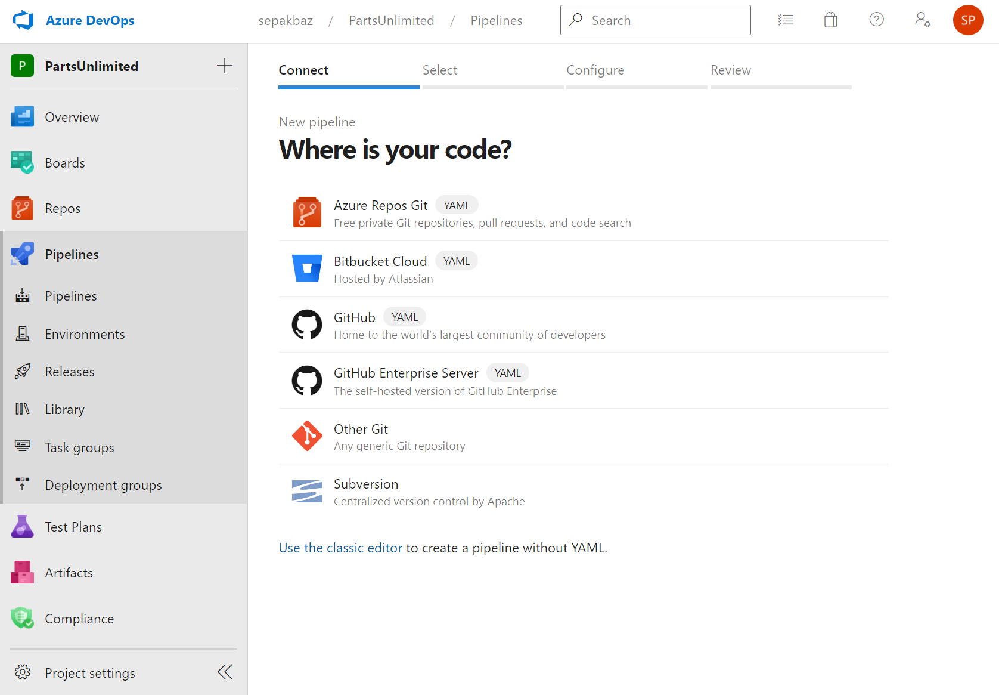 Azure DevOps
sepakbaz / PartsUnlimited / Pipelines
Search
SP
P PartsUnlimited
Overview
Boards
Repos
Pipelines
Pipelines
Environments
Releases
Library
Task groups
Deployment groups
Test Plans
Artifacts
Compliance
Project settings
Connect Select Configure Review
New pipeline
Where is your code?
Azure Repos Git YAML
Free private Git repositories, pull requests, and code search
Bitbucket Cloud YAML
Hosted by Atlassian
GitHub YAML
Home to the world's largest community of developers
GitHub Enterprise Server YAML
The self-hosted version of GitHub Enterprise
Other Git
Any generic Git repository
Subversion
Centralized version control by Apache
Use the classic editor to create a pipeline without YAML.